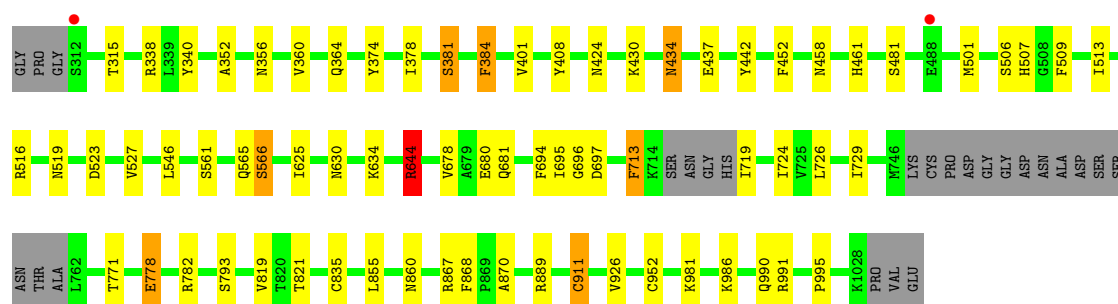 GLY PRO GLY S312 T315 R338 L339 Y340 A352 N356 V360 Q364 Y374 I378 S381 F384 V401 Y408 N424 K430 N434 E437 Y442 F452 N458 H461 S481 E488 M501 S506 H507 G508 F509 I513
R516 N519 D523 V527 L546 S561 Q565 S566 I625 N630 K634 R644 V678 A679 E680 Q681 F694 I695 G696 D697 F713 K714 SER ASN GLY HIS I719 I724 V725 L726 I729 M746 LYS CYS PRO ASP GLY GLY ASP ASN ALA ASP SER SER
ASN THR ALA L762 T771 E778 R782 S793 V819 T820 T821 C835 L855 N860 R867 F868 P869 A870 R889 C911 V926 C952 K981 K986 Q990 R991 P995 K1028 PRO VAL GLU